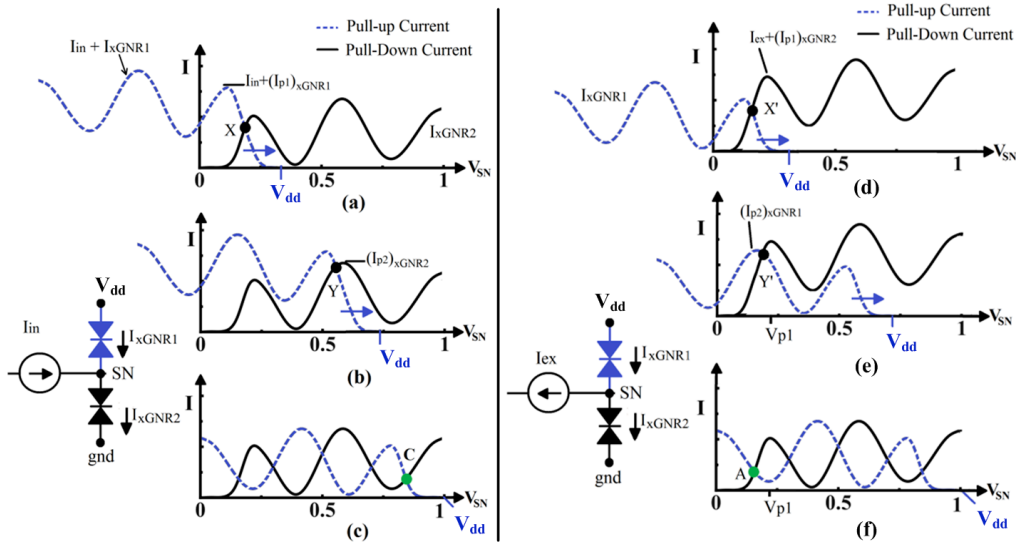 Pull-up Current
Pull-Down Current
Iin + IxGNR1
I
Iin+(Ip1)xGNR1
X
IxGNR2
0
0.5
1
VSN
Vdd
(a)
I
(Ip2)xGNR2
Y
0
0.5
1
VSN
Vdd
(b)
Vdd
Iin
IxGNR1
SN
IxGNR2
gnd
I
C
0
0.5
1
VSN
Vdd
(c)
Pull-up Current
Pull-Down Current
Iex+(Ip1)xGNR2
I
IxGNR1
X'
0
0.5
1
VSN
Vdd
(d)
(Ip2)xGNR1
I
Y'
0
Vp1
0.5
1
VSN
Vdd
(e)
Vdd
Iex
IxGNR1
SN
IxGNR2
gnd
I
A
0
Vp1
0.5
1
VSN
Vdd
(f)